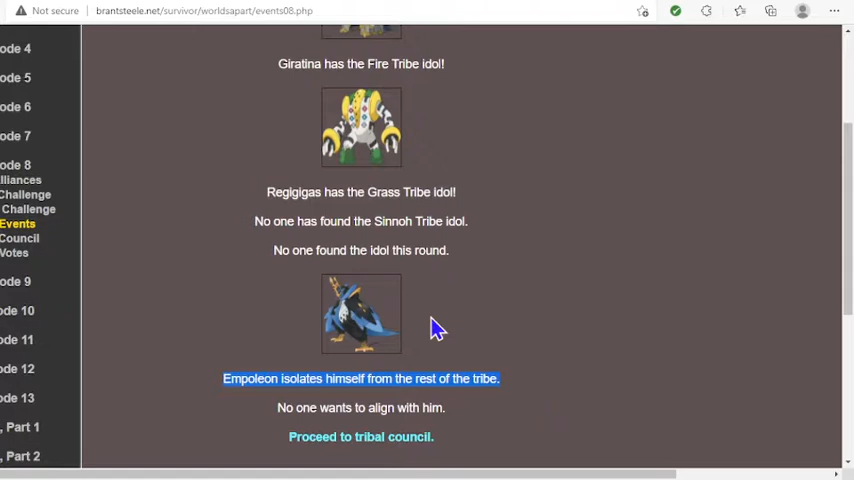 Not secure
brantsteele.net/survivor/worldsapart/events08.php
ode 4
ode 5
ode 6
ode 7
ode 8
lliances
Challenge
Challenge
Events
Council
Votes
ode 9
ode 10
ode 11
ode 12
ode 13
, Part 1
, Part 2
Giratina has the Fire Tribe idol!
Regigigas has the Grass Tribe idol!
No one has found the Sinnoh Tribe idol.
No one found the idol this round.
Empoleon isolates himself from the rest of the tribe.
No one wants to align with him.
Proceed to tribal council.